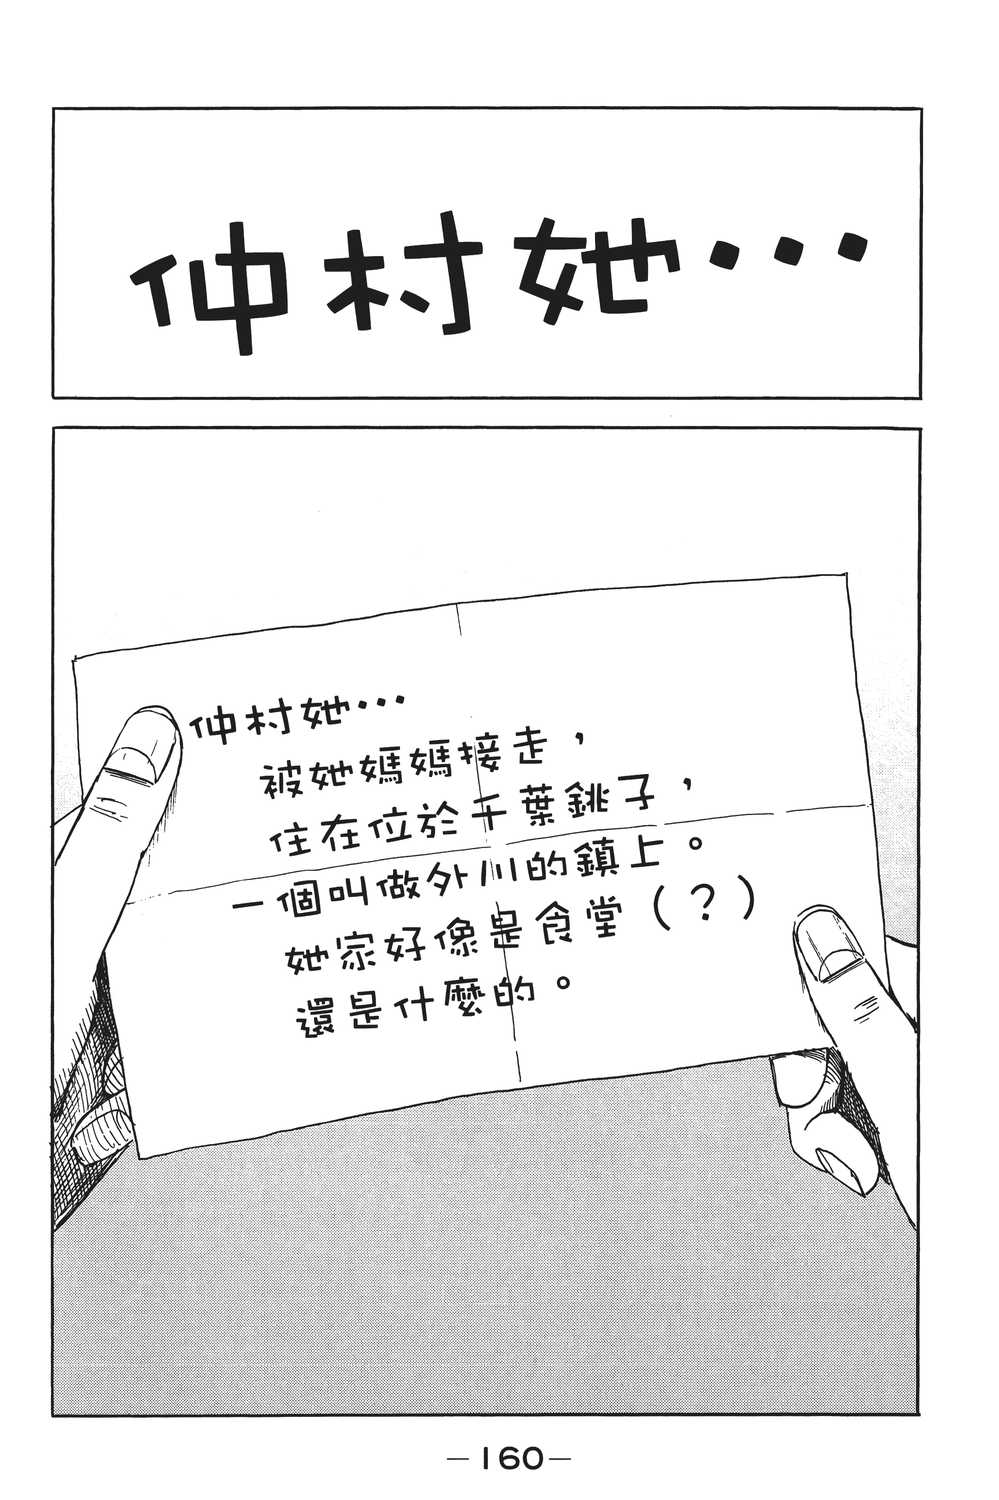 仲村她…
仲村她…
被她媽媽接走，
住在位於千葉銚子，
一個叫做外川的鎮上。
她家好像是食堂（？）
還是什麼的。
—160—